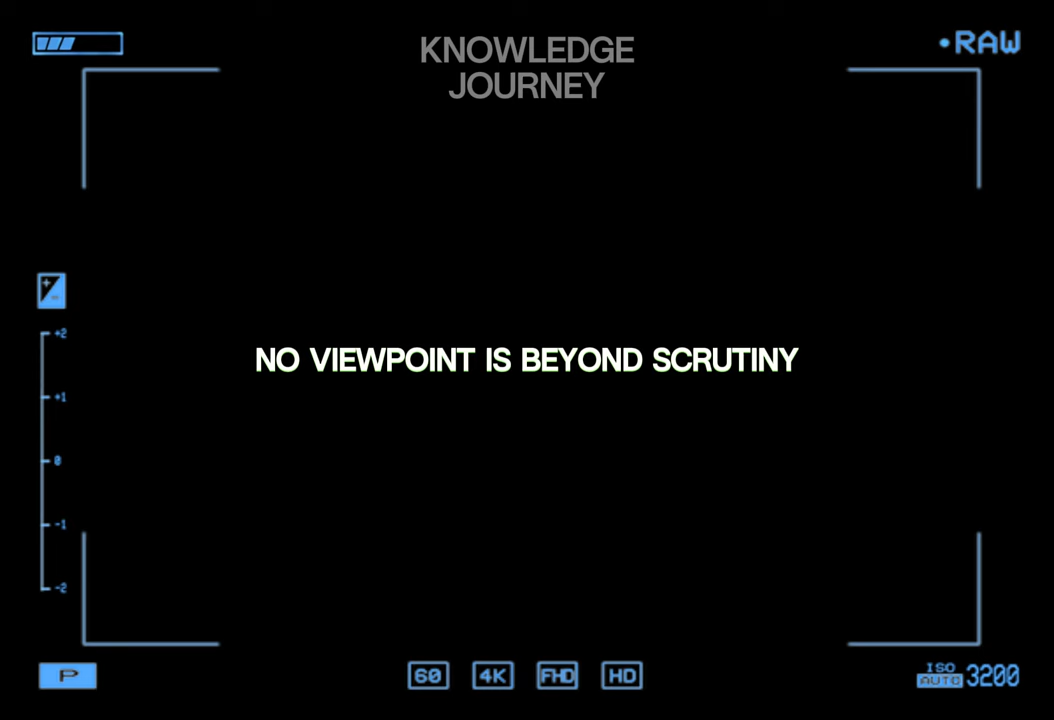 KNOWLEDGE
JOURNEY
•RAW
+2
+1
0
-1
-2
NO VIEWPOINT IS BEYOND SCRUTINY
P
60 4K FHD HD
ISO
AUTO 3200